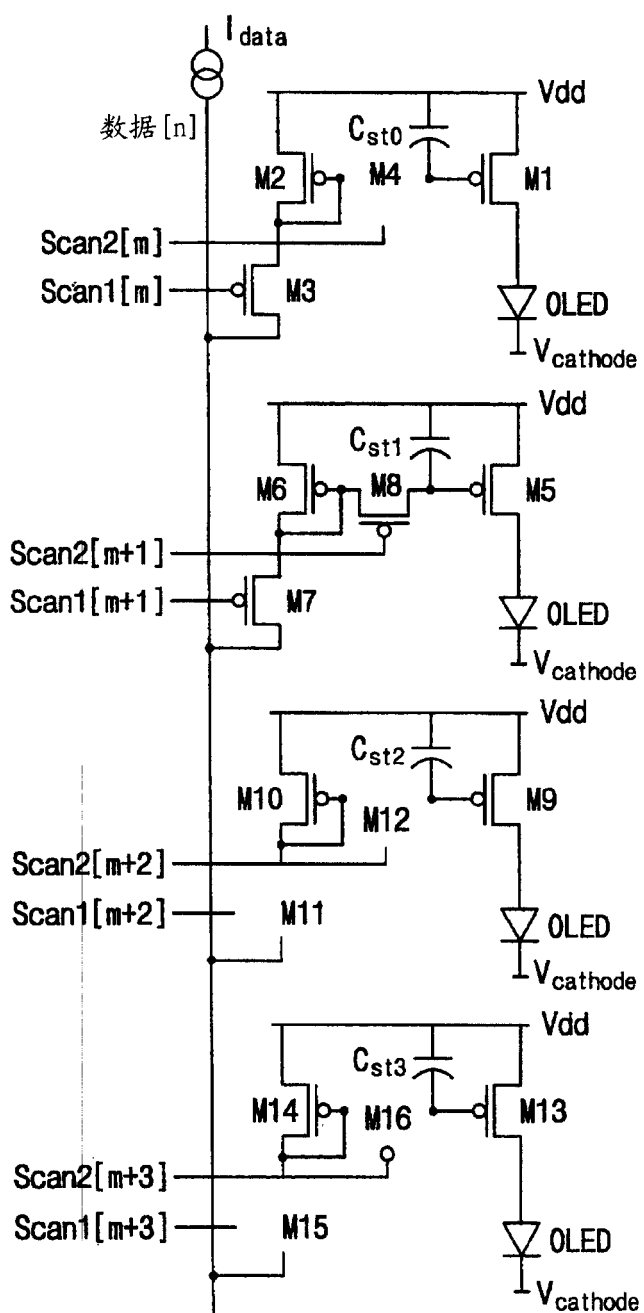 I data
数据[n]
Vdd
Cst0
M2
M4
M1
Scan2[m]
Scan1[m]
M3
OLED
Vcathode
Vdd
Cst1
M6
M8
M5
Scan2[m+1]
Scan1[m+1]
M7
OLED
Vcathode
Vdd
Cst2
M10
M12
M9
Scan2[m+2]
Scan1[m+2]
M11
OLED
Vcathode
Vdd
Cst3
M14
M16
M13
Scan2[m+3]
Scan1[m+3]
M15
OLED
Vcathode